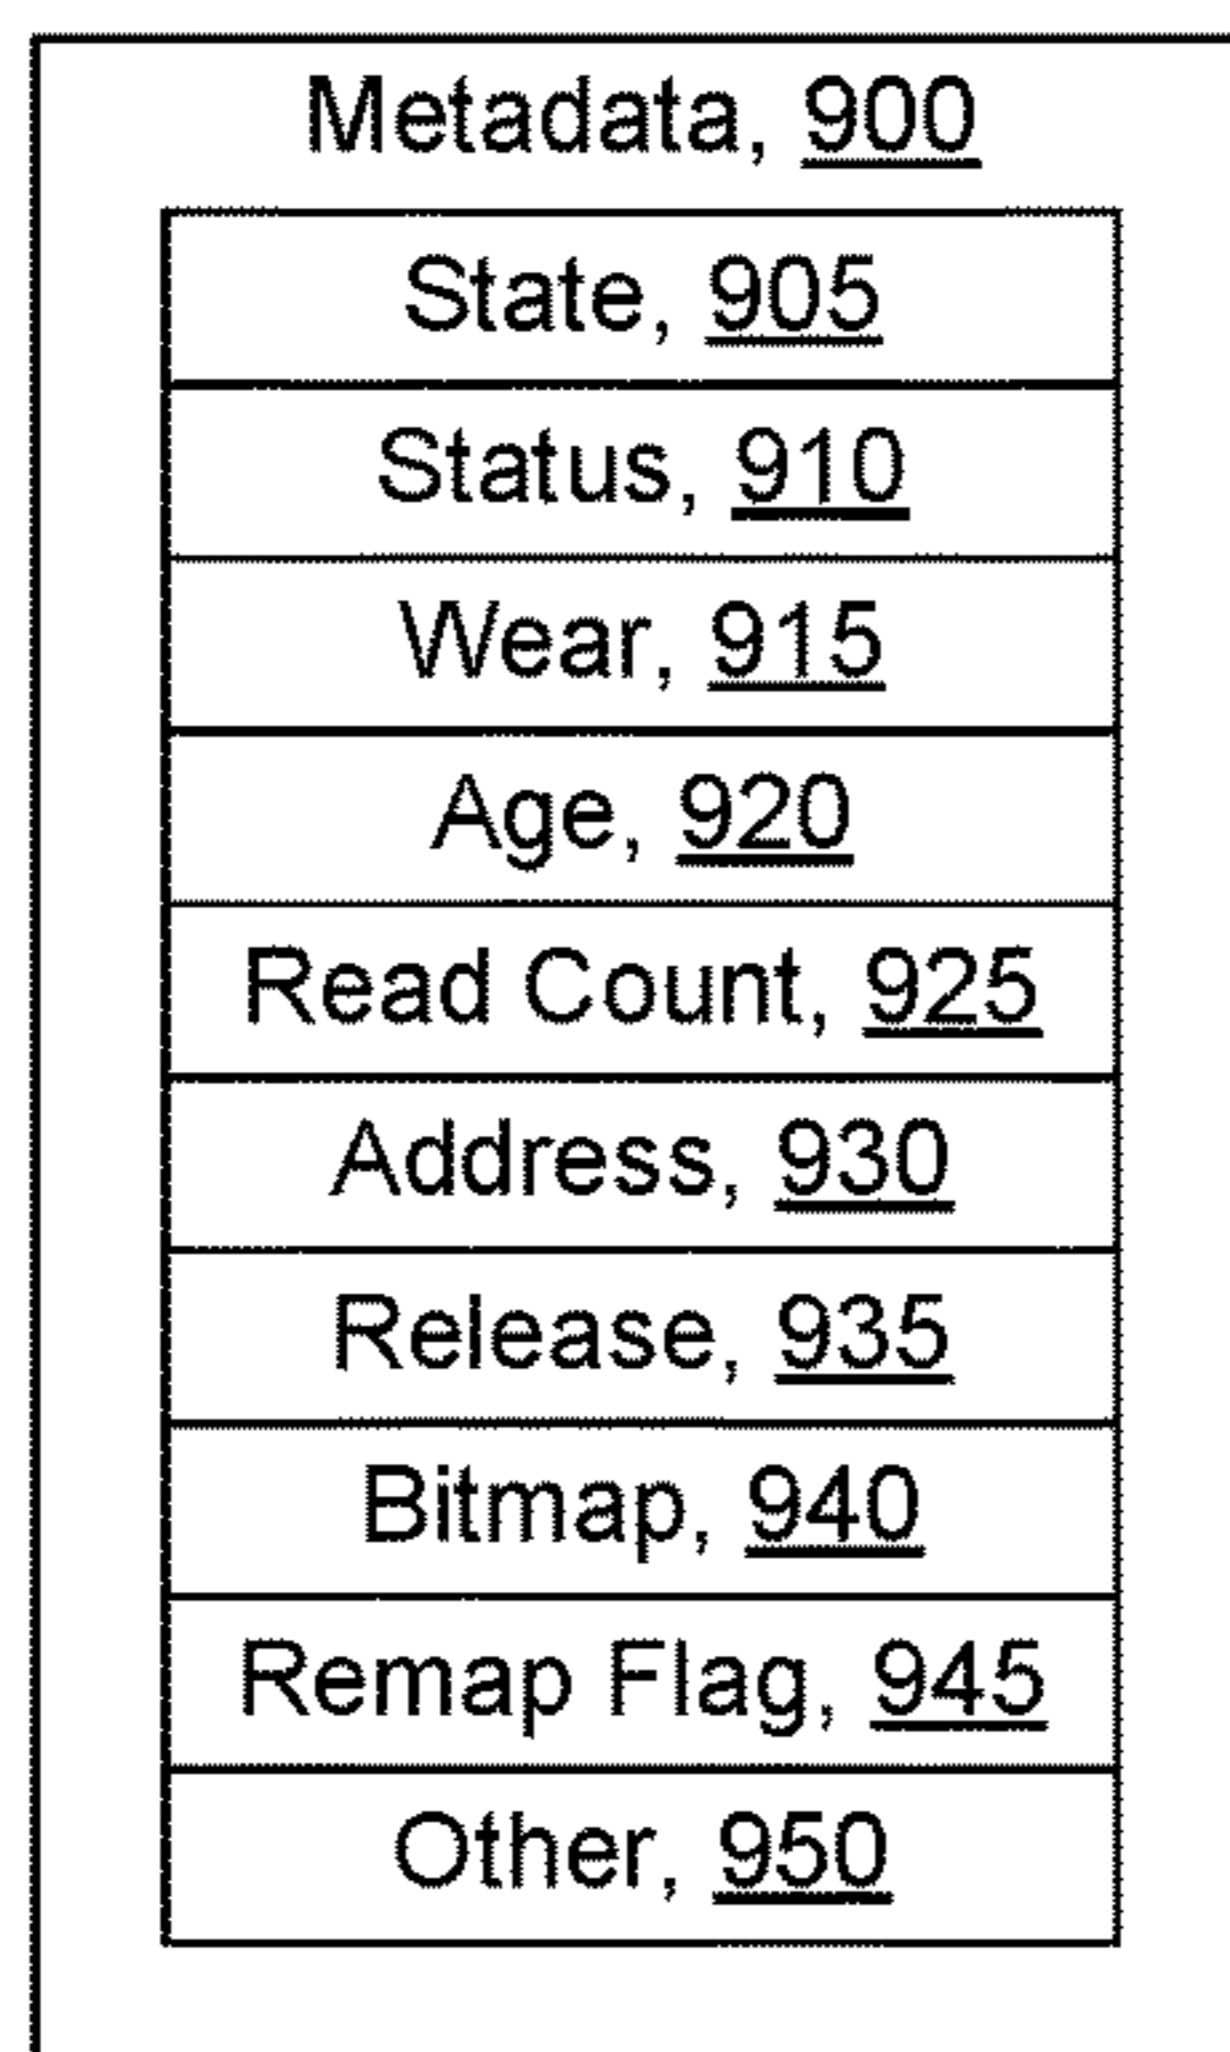 Metadata, 900
State, 905
Status, 910
Wear, 915
Age, 920
Read Count, 925
Address, 930
Release, 935
Bitmap, 940
Remap Flag, 945
Other, 950